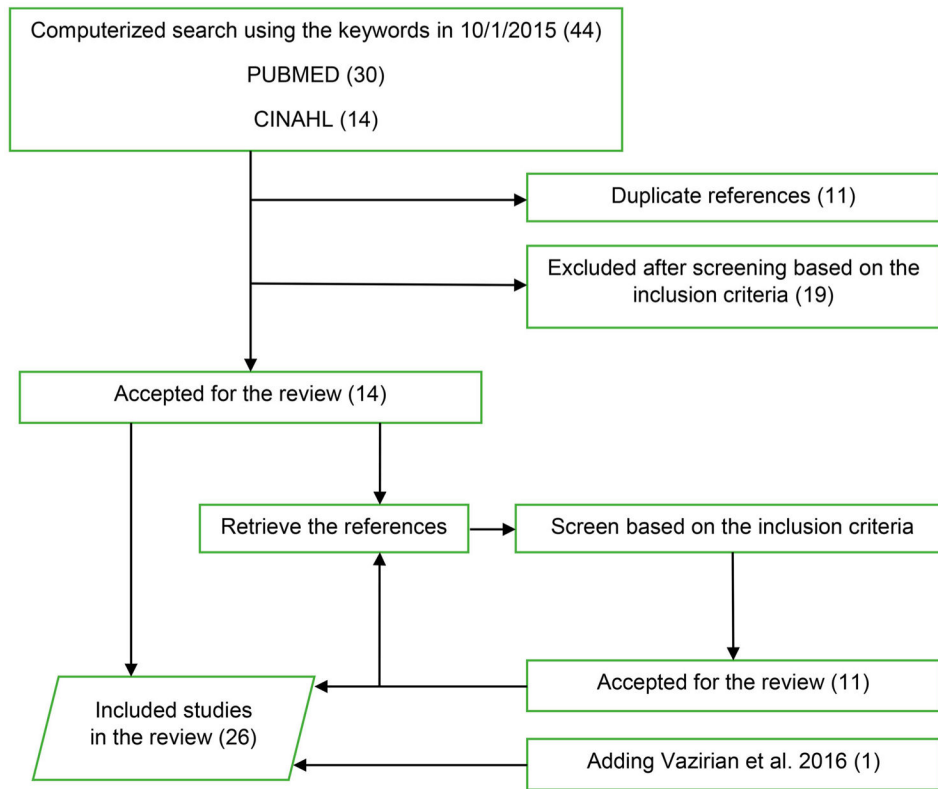 Computerized search using the keywords in 10/1/2015 (44)
PUBMED (30)
CINAHL (14)
Duplicate references (11)
Excluded after screening based on the
inclusion criteria (19)
Accepted for the review (14)
Retrieve the references
Screen based on the inclusion criteria
Accepted for the review (11)
Included studies
in the review (26)
Adding Vazirian et al. 2016 (1)